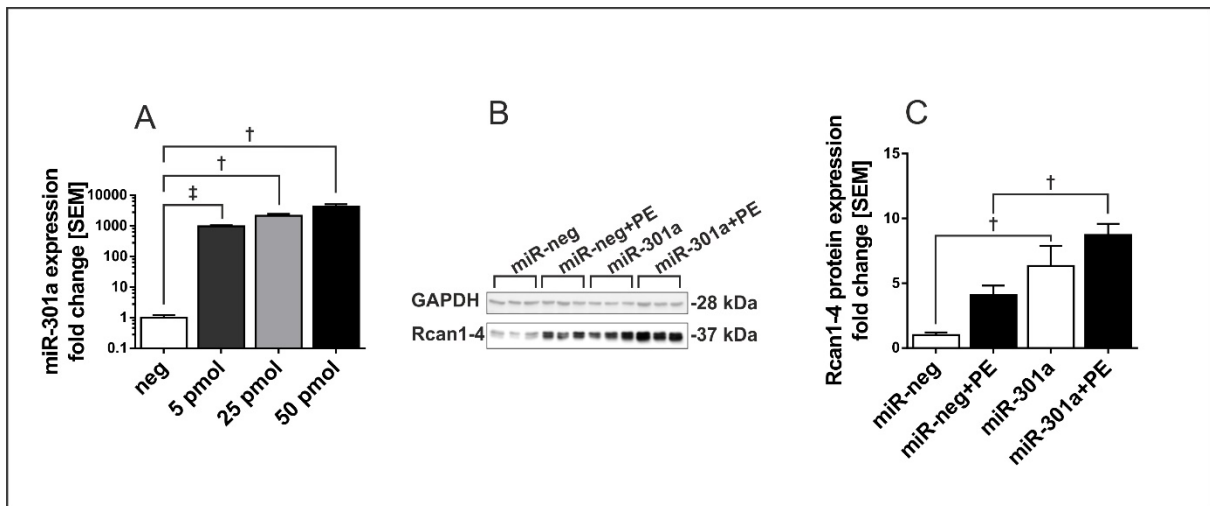 A
miR-301a expression
fold change [SEM]
10000
1000
100
10
1
0.1
†
†
‡
neg
5 pmol
25 pmol
50 pmol
B
miR-neg
miR-neg+PE
miR-301a
miR-301a+PE
GAPDH
-28 kDa
Rcan1-4
-37 kDa
C
Rcan1-4 protein expression
fold change [SEM]
15
10
5
0
†
†
miR-neg
miR-neg+PE
miR-301a
miR-301a+PE